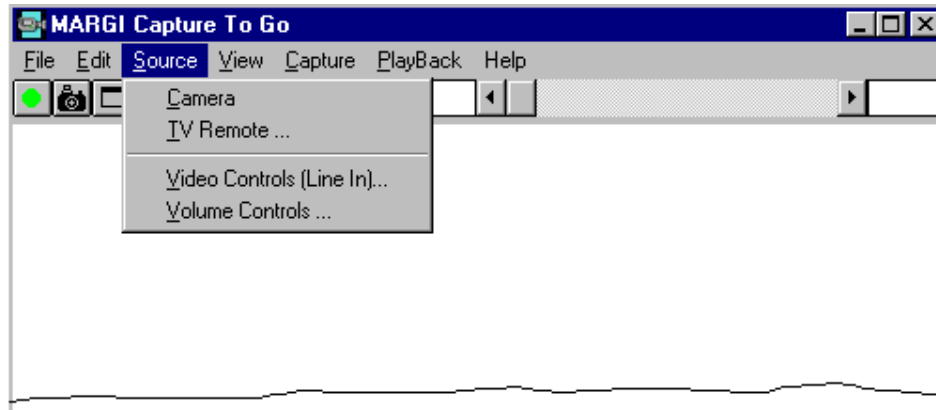 MARGI Capture To Go
File Edit Source View Capture PlayBack Help
Camera
TV Remote ...
Video Controls (Line In)...
Volume Controls ...